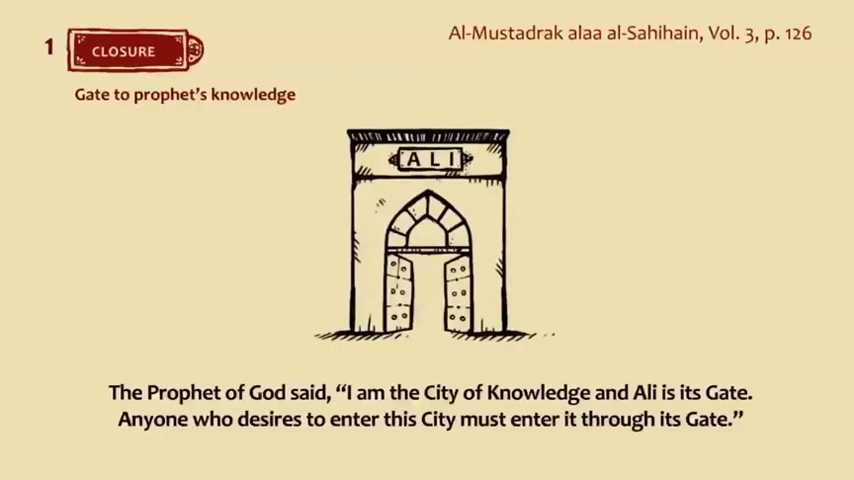 1
CLOSURE
Al-Mustadrak alaa al-Sahihain, Vol. 3, p. 126
Gate to prophet's knowledge
ALI
The Prophet of God said, “I am the City of Knowledge and Ali is its Gate.
Anyone who desires to enter this City must enter it through its Gate.”